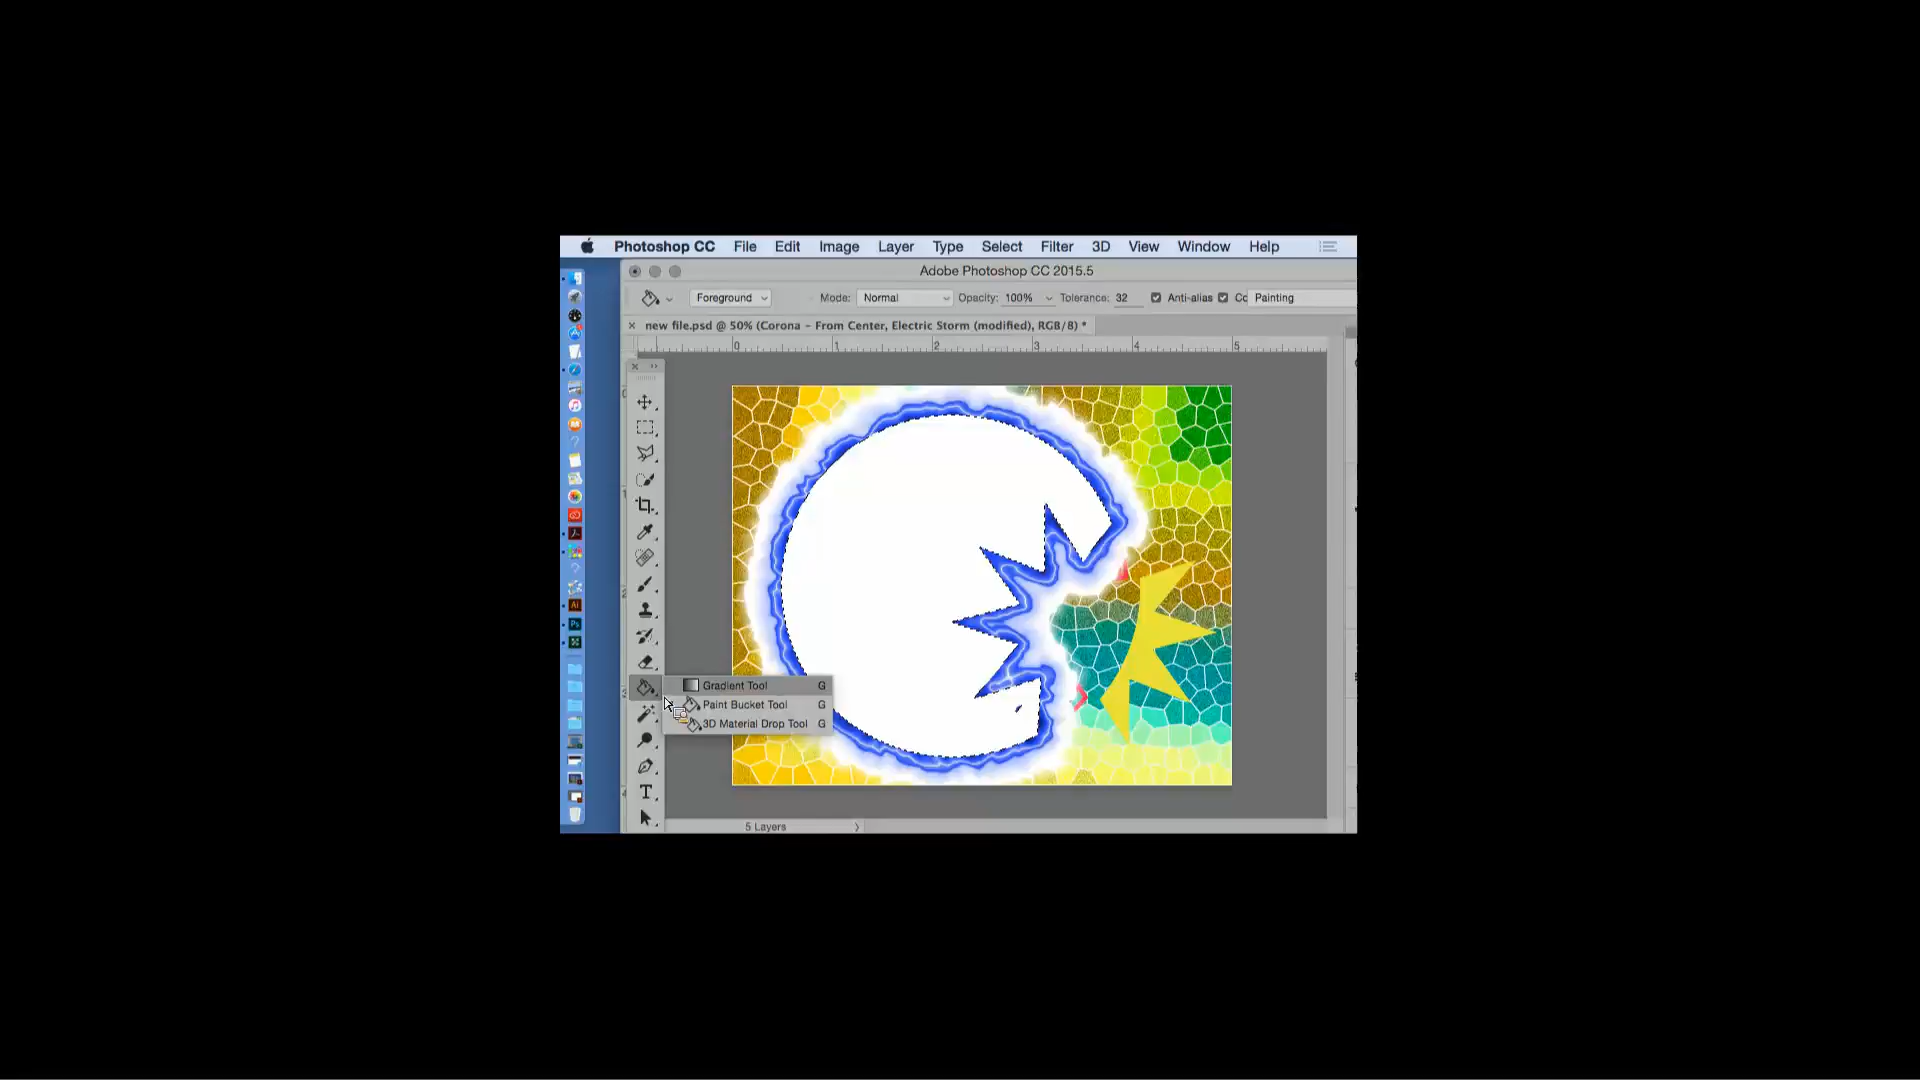 Photoshop CC File Edit Image Layer Type Select Filter 3D View Window Help
Adobe Photoshop CC 2015.5
Foreground Mode: Normal Opacity: 100% Tolerance: 32 Anti-alias Co Painting
× new file.psd @ 50% (Corona – From Center, Electric Storm (modified), RGB/8) *
0 1 2 3 4 5
Gradient Tool G
Paint Bucket Tool G
3D Material Drop Tool G
T
Ai
Ps
5 Layers